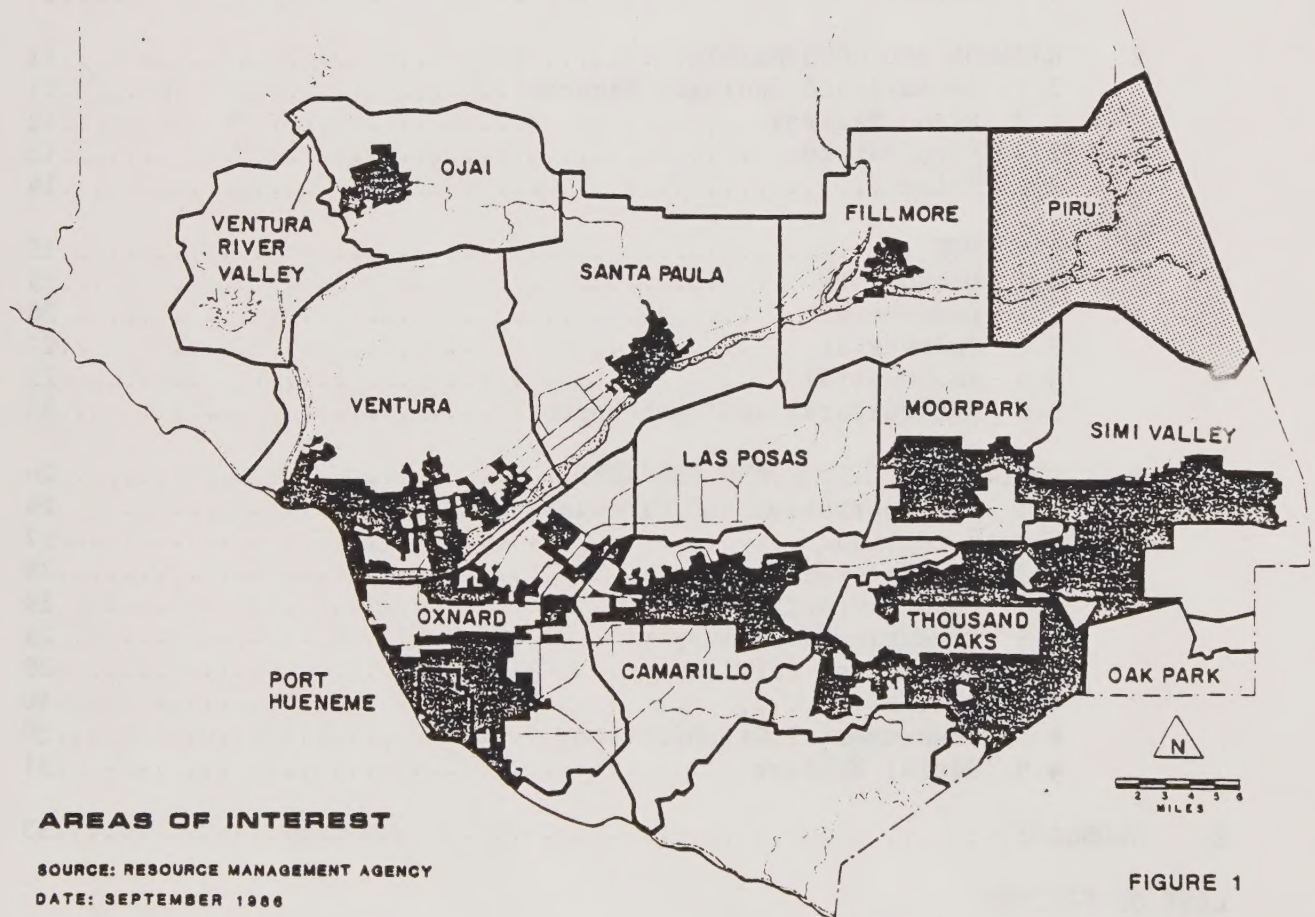 OJAI
VENTURA
RIVER
VALLEY
FILLMORE
PIRU
SANTA PAULA
VENTURA
MOORPARK
SIMI VALLEY
LAS POSAS
OXNARD
THOUSAND
OAKS
PORT
HUENEME
CAMARILLO
OAK PARK
N
2 3 4 5 6
MILES
AREAS OF INTEREST
SOURCE: RESOURCE MANAGEMENT AGENCY
DATE: SEPTEMBER 1986
FIGURE 1